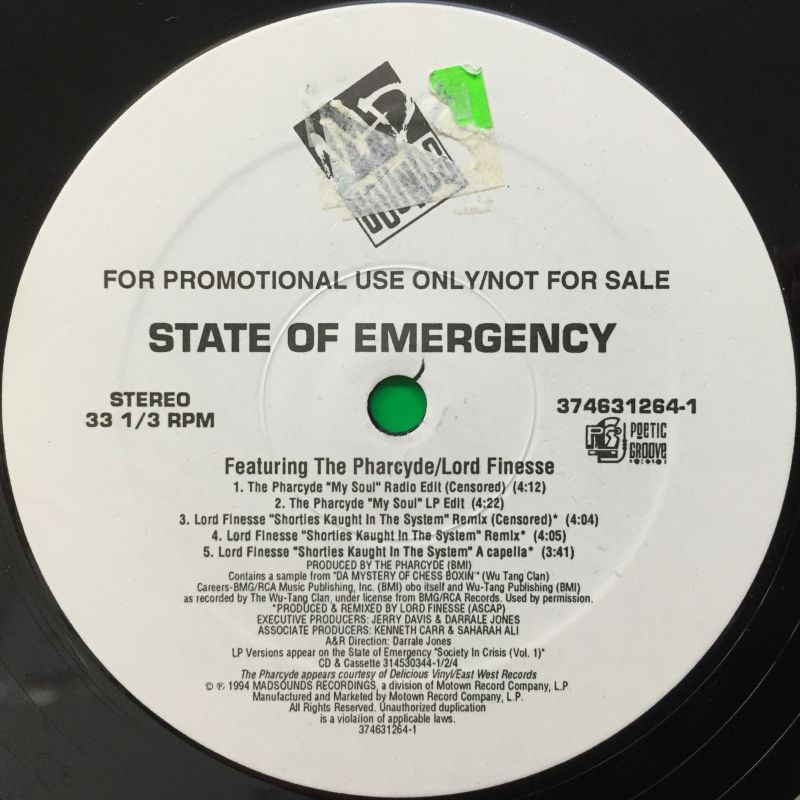 FOR PROMOTIONAL USE ONLY/NOT FOR SALE
STATE OF EMERGENCY
STEREO
33 1/3 RPM
374631264-1
POETIC
GROOVE
RECORDS
Featuring The Pharcyde/Lord Finesse
1. The Pharcyde "My Soul" Radio Edit (Censored) (4:12)
2. The Pharcyde "My Soul" LP Edit (4:22)
3. Lord Finesse "Shorties Kaught In The System" Remix (Censored)* (4:04)
4. Lord Finesse "Shorties Kaught In The System" Remix* (4:05)
5. Lord Finesse "Shorties Kaught In The System" A capella* (3:41)
PRODUCED BY THE PHARCYDE (BMI)
Contains a sample from "DA MYSTERY OF CHESS BOXIN'" (Wu Tang Clan)
Careers-BMG/RCA Music Publishing, Inc. (BMI) obo itself and Wu-Tang Publishing (BMI)
as recorded by The Wu-Tang Clan, under license from BMG/RCA Records. Used by permission.
*PRODUCED & REMIXED BY LORD FINESSE (ASCAP)
EXECUTIVE PRODUCERS: JERRY DAVIS & DARRALE JONES
ASSOCIATE PRODUCERS: KENNETH CARR & SAHARAH ALI
A&R Direction: Darrale Jones
LP Versions appear on the State of Emergency "Society In Crisis (Vol. 1)"
CD & Cassette 314530344-1/2/4
The Pharcyde appears courtesy of Delicious Vinyl/East West Records
© ℗ 1994 MADSOUNDS RECORDINGS, a division of Motown Record Company, L.P.
Manufactured and Marketed by Motown Record Company, L.P.
All Rights Reserved. Unauthorized duplication
is a violation of applicable laws.
374631264-1